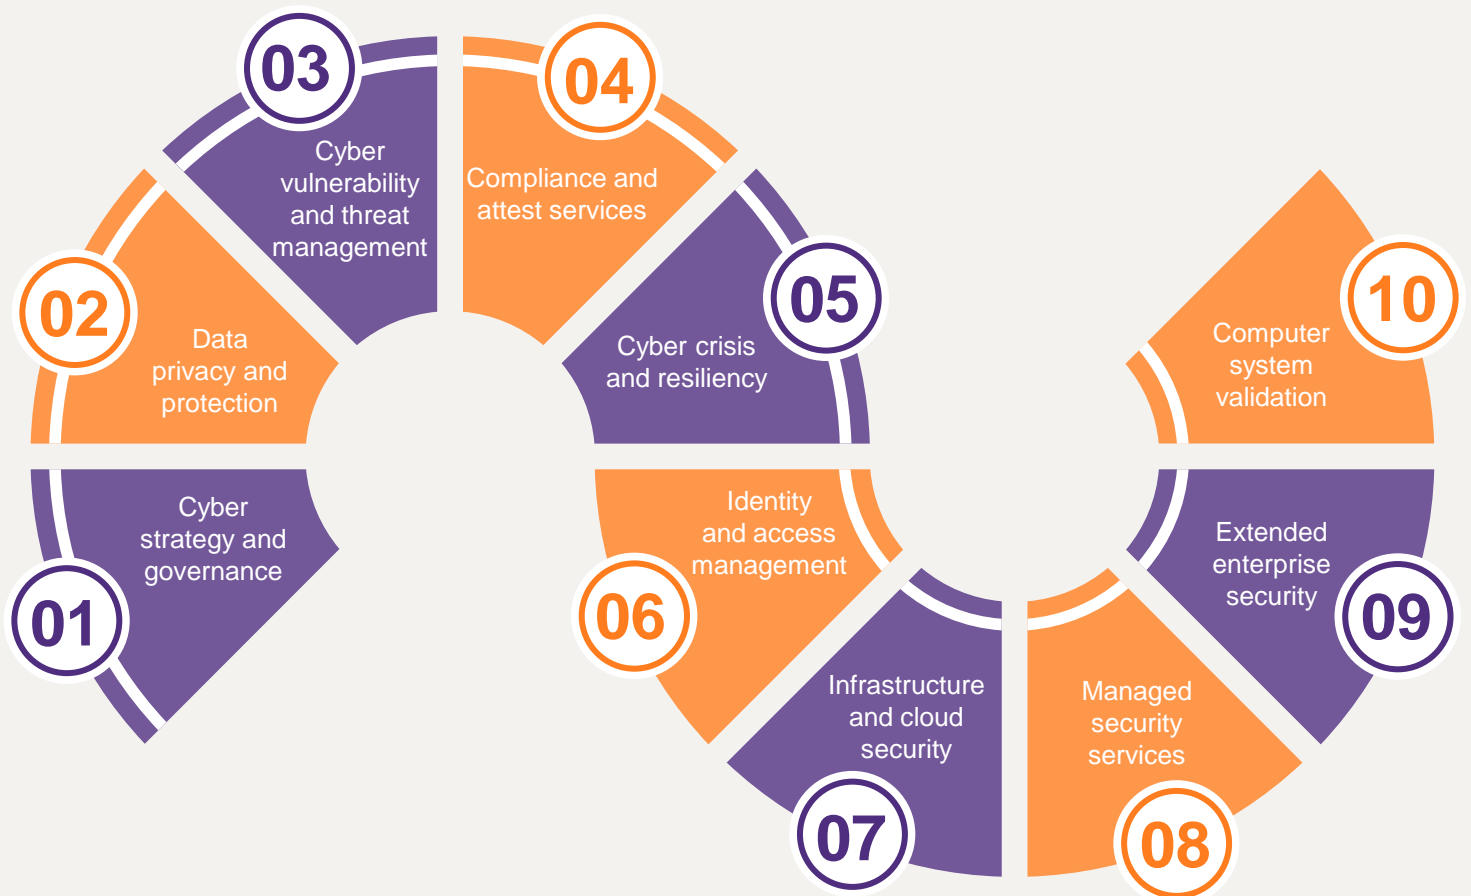 01
Cyber
strategy and
governance
02
Data
privacy and
protection
03
Cyber
vulnerability
and threat
management
04
Compliance and
attest services
05
Cyber crisis
and resiliency
06
Identity
and access
management
07
Infrastructure
and cloud
security
08
Managed
security
services
09
Extended
enterprise
security
10
Computer
system
validation